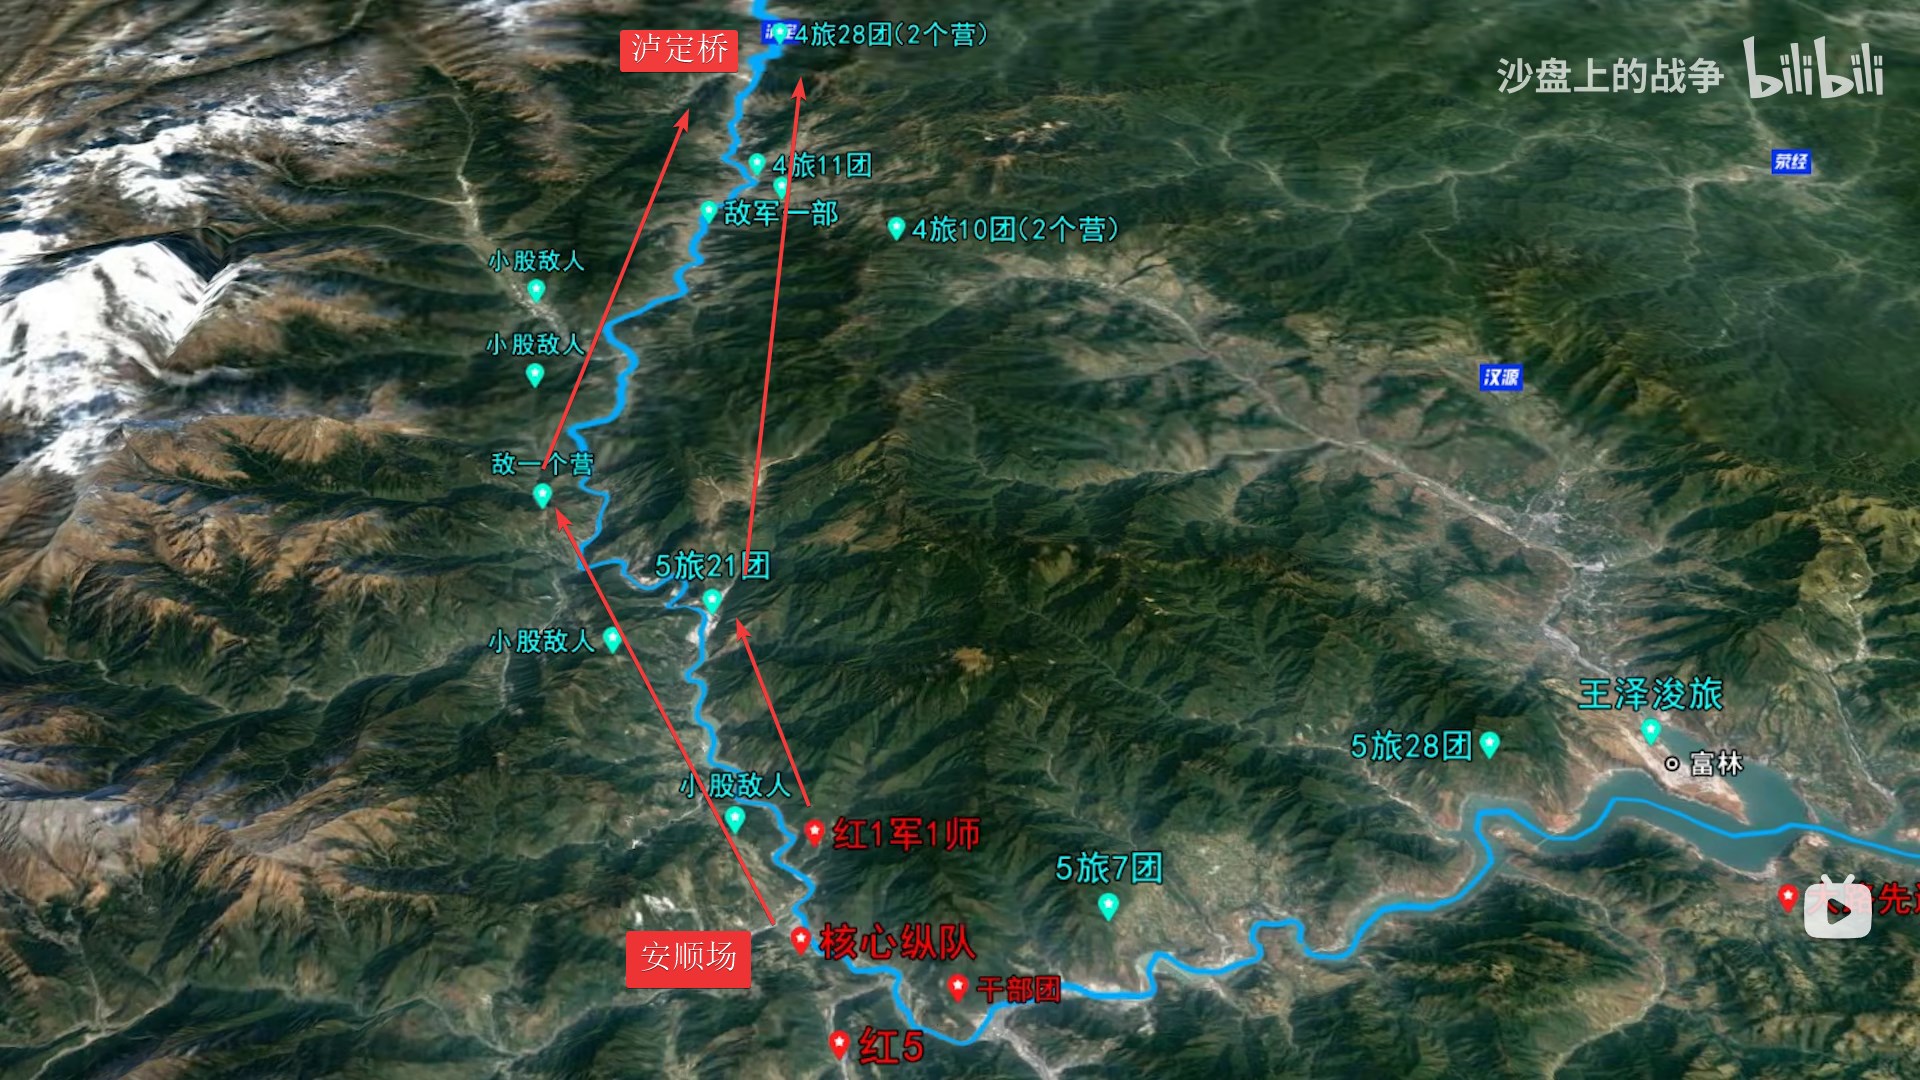 4旅28团(2个营)
泸定桥
沙盘上的战争 bilibili
荥经
4旅11团
敌军一部
4旅10团(2个营)
小股敌人
小股敌人
汉源
敌一个营
5旅21团
小股敌人
王泽浚旅
5旅28团
富林
小股敌人
红1军1师
5旅7团
核心纵队
安顺场
干部团
红5